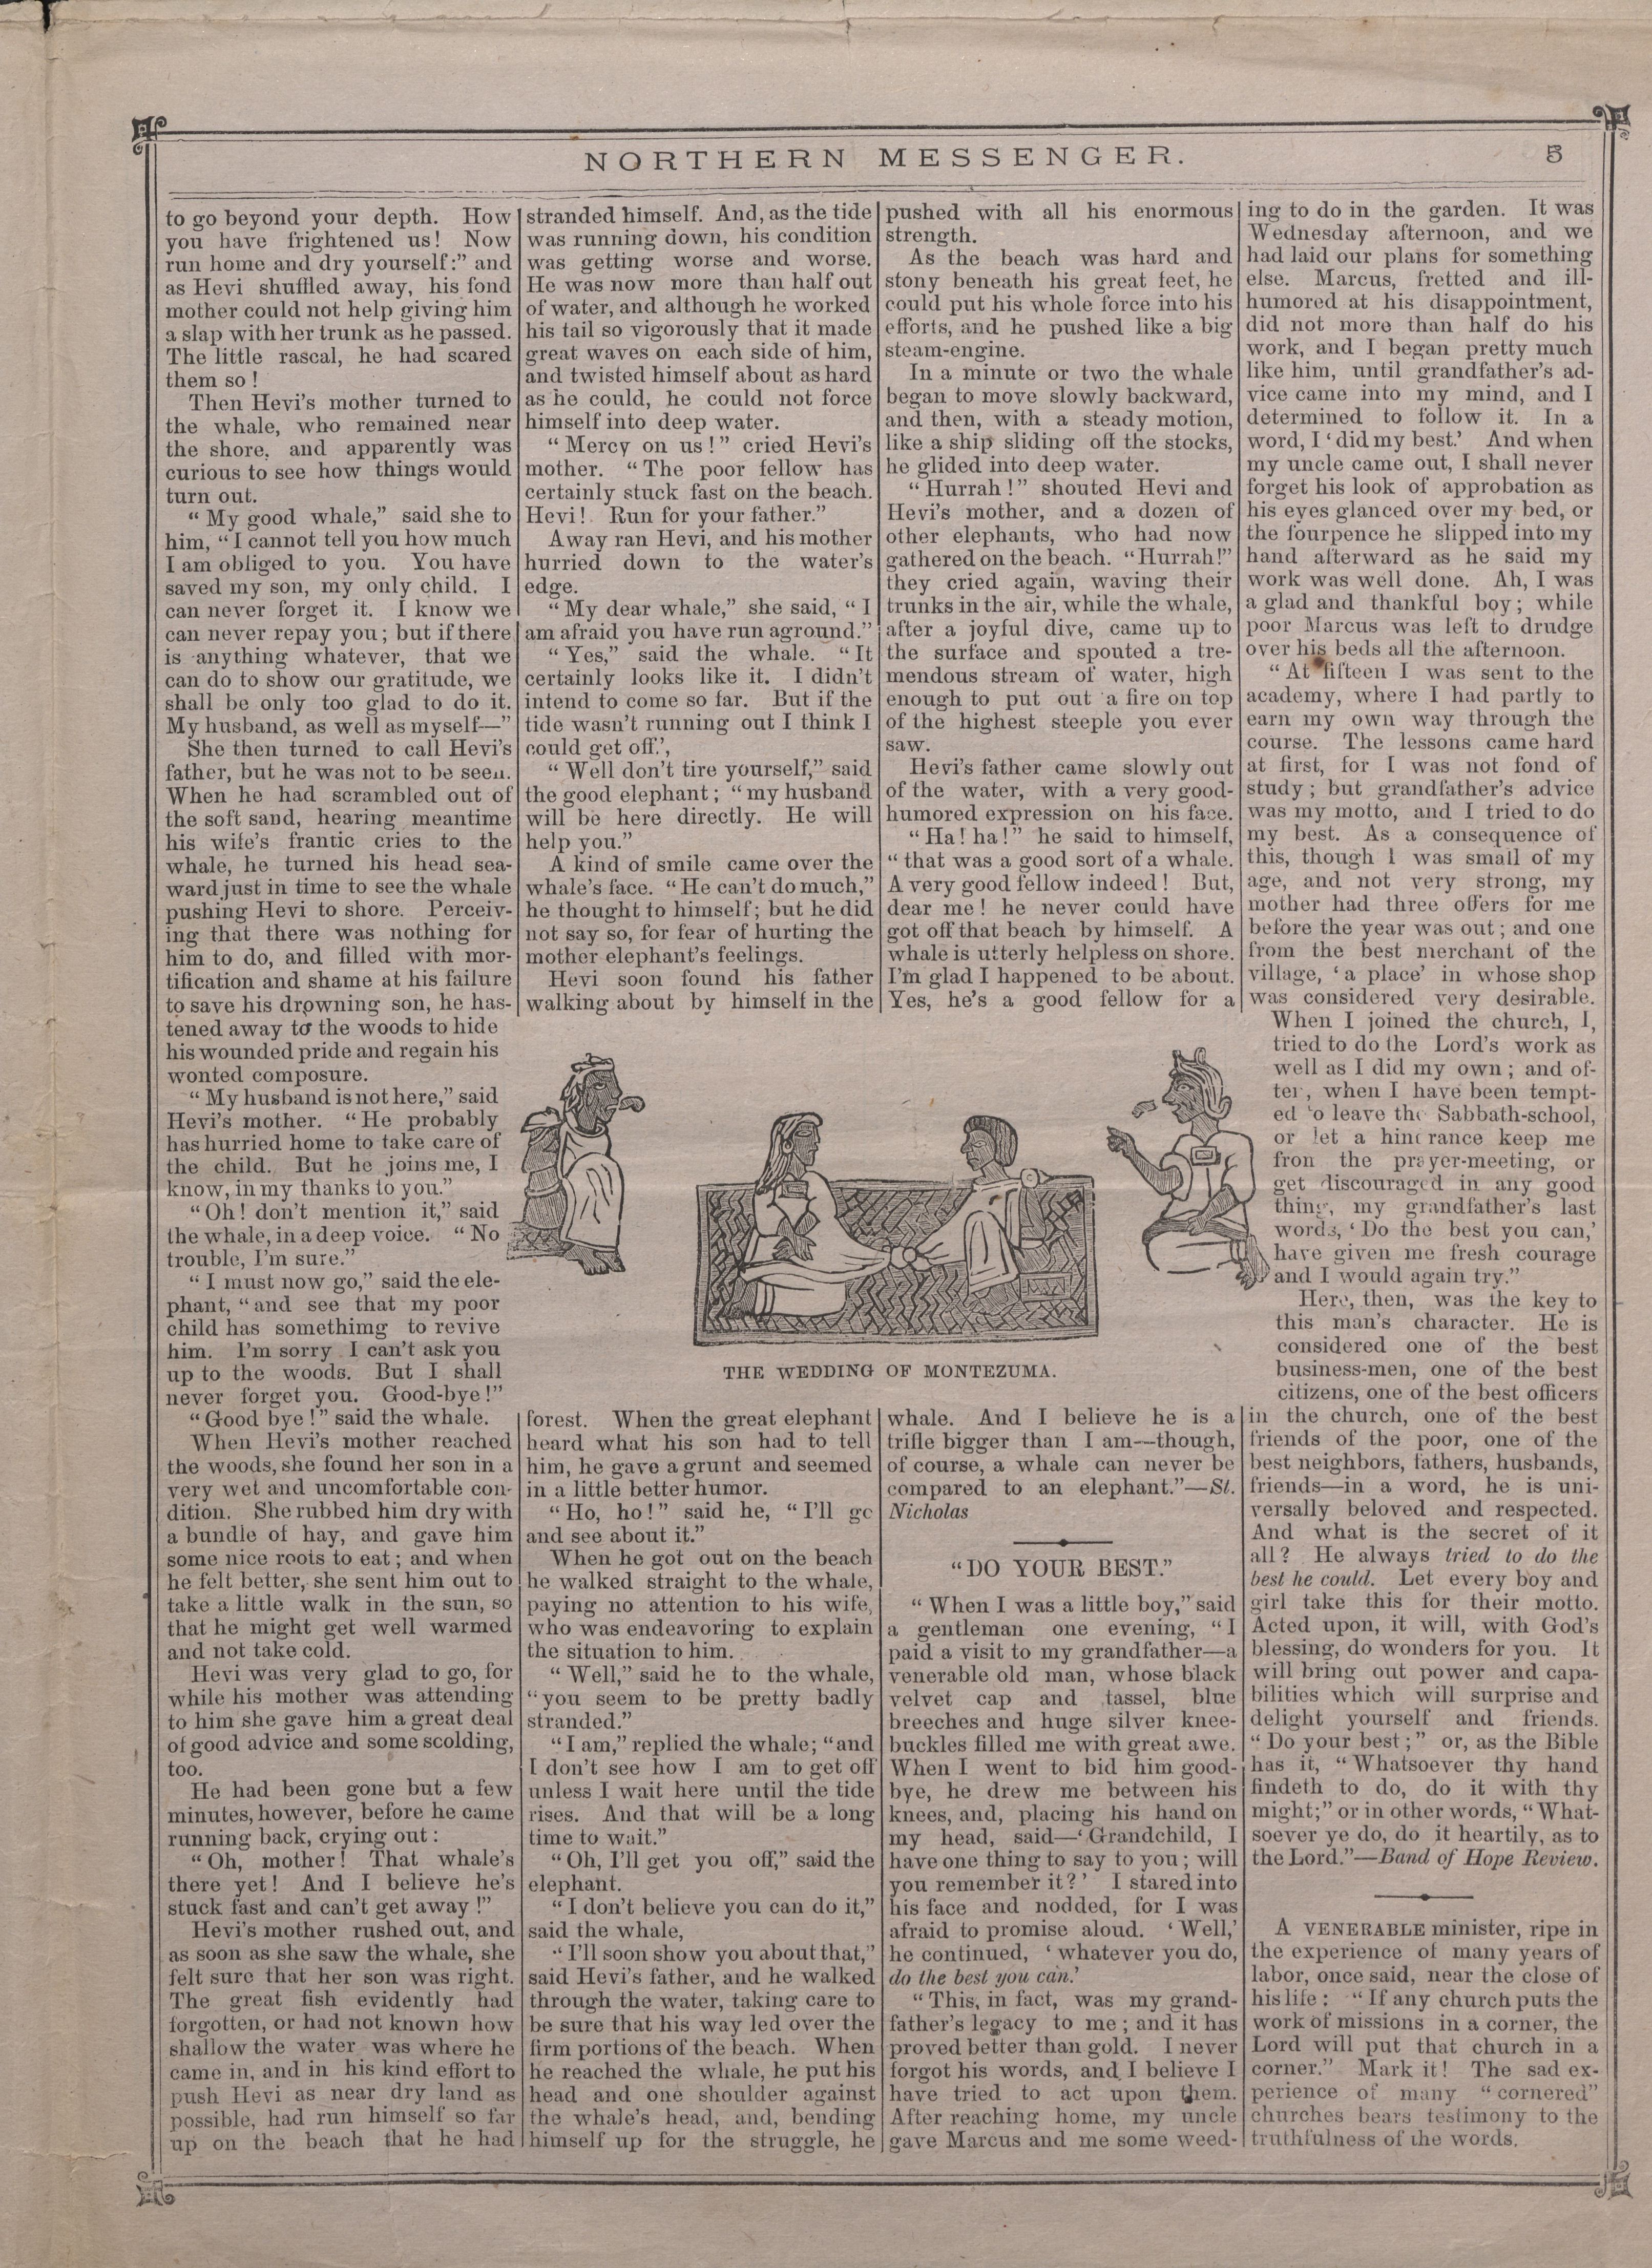 NORTHERN MESSENGER.
5
to go beyond your depth. How
you have frightened us! Now
run home and dry yourself:" and
as Hevi shuffled away, his fond
mother could not help giving him
a slap with her trunk as he passed.
The little rascal, he had scared
them so!
Then Hevi's mother turned to
the whale, who remained near
the shore, and apparently was
curious to see how things would
turn out.
"My good whale," said she to
him, "I cannot tell you how much
I am obliged to you. You have
saved my son, my only child. I
can never forget it. I know we
can never repay you; but if there
is anything whatever, that we
can do to show our gratitude, we
shall be only too glad to do it.
My husband, as well as myself—"
She then turned to call Hevi's
father, but he was not to be seen.
When he had scrambled out of
the soft sand, hearing meantime
his wife's frantic cries to the
whale, he turned his head sea-
ward just in time to see the whale
pushing Hevi to shore. Perceiv-
ing that there was nothing for
him to do, and filled with mor-
tification and shame at his failure
to save his drowning son, he has-
tened away to the woods to hide
his wounded pride and regain his
wonted composure.
"My husband is not here," said
Hevi's mother. "He probably
has hurried home to take care of
the child. But he joins me, I
know, in my thanks to you."
"Oh! don't mention it," said
the whale, in a deep voice. "No
trouble, I'm sure."
"I must now go," said the ele-
phant, "and see that my poor
child has somethimg to revive
him. I'm sorry I can't ask you
up to the woods. But I shall
never forget you. Good-bye!"
"Good bye!" said the whale.
When Hevi's mother reached
the woods, she found her son in a
very wet and uncomfortable con-
dition. She rubbed him dry with
a bundle of hay, and gave him
some nice roots to eat; and when
he felt better, she sent him out to
take a little walk in the sun, so
that he might get well warmed
and not take cold.
Hevi was very glad to go, for
while his mother was attending
to him she gave him a great deal
of good advice and some scolding,
too.
He had been gone but a few
minutes, however, before he came
running back, crying out:
"Oh, mother! That whale's
there yet! And I believe he's
stuck fast and can't get away!"
Hevi's mother rushed out, and
as soon as she saw the whale, she
felt sure that her son was right.
The great fish evidently had
forgotten, or had not known how
shallow the water was where he
came in, and in his kind effort to
push Hevi as near dry land as
possible, had run himself so far
up on the beach that he had
stranded himself. And, as the tide
was running down, his condition
was getting worse and worse.
He was now more than half out
of water, and although he worked
his tail so vigorously that it made
great waves on each side of him,
and twisted himself about as hard
as he could, he could not force
himself into deep water.
"Mercy on us!" cried Hevi's
mother. "The poor fellow has
certainly stuck fast on the beach.
Hevi! Run for your father."
Away ran Hevi, and his mother
hurried down to the water's
edge.
"My dear whale," she said, "I
am afraid you have run aground."
"Yes," said the whale. "It
certainly looks like it. I didn't
intend to come so far. But if the
tide wasn't running out I think I
could get off.',
"Well don't tire yourself," said
the good elephant; "my husband
will be here directly. He will
help you."
A kind of smile came over the
whale's face. "He can't do much,"
he thought to himself; but he did
not say so, for fear of hurting the
mother elephant's feelings.
Hevi soon found his father
walking about by himself in the
THE WEDDING OF MONTEZUMA.
forest. When the great elephant
heard what his son had to tell
him, he gave a grunt and seemed
in a little better humor.
"Ho, ho!" said he, "I'll go
and see about it."
When he got out on the beach
he walked straight to the whale,
paying no attention to his wife,
who was endeavoring to explain
the situation to him.
"Well," said he to the whale,
"you seem to be pretty badly
stranded."
"I am," replied the whale; "and
I don't see how I am to get off
unless I wait here until the tide
rises. And that will be a long
time to wait."
"Oh, I'll get you off," said the
elephant.
"I don't believe you can do it,"
said the whale,
"I'll soon show you about that,"
said Hevi's father, and he walked
through the water, taking care to
be sure that his way led over the
firm portions of the beach. When
he reached the whale, he put his
head and one shoulder against
the whale's head, and, bending
himself up for the struggle, he
pushed with all his enormous
strength.
As the beach was hard and
stony beneath his great feet, he
could put his whole force into his
efforts, and he pushed like a big
steam-engine.
In a minute or two the whale
began to move slowly backward,
and then, with a steady motion,
like a ship sliding off the stocks,
he glided into deep water.
"Hurrah!" shouted Hevi and
Hevi's mother, and a dozen of
other elephants, who had now
gathered on the beach. "Hurrah!"
they cried again, waving their
trunks in the air, while the whale,
after a joyful dive, came up to
the surface and spouted a tre-
mendous stream of water, high
enough to put out a fire on top
of the highest steeple you ever
saw.
Hevi's father came slowly out
of the water, with a very good-
humored expression on his face.
"Ha! ha!" he said to himself,
"that was a good sort of a whale.
A very good fellow indeed! But,
dear me! he never could have
got off that beach by himself. A
whale is utterly helpless on shore.
I'm glad I happened to be about.
Yes, he's a good fellow for a
whale. And I believe he is a
trifle bigger than I am—though,
of course, a whale can never be
compared to an elephant."—St.
Nicholas
"DO YOUR BEST."
"When I was a little boy," said
a gentleman one evening, "I
paid a visit to my grandfather—a
venerable old man, whose black
velvet cap and tassel, blue
breeches and huge silver knee-
buckles filled me with great awe.
When I went to bid him good-
bye, he drew me between his
knees, and, placing his hand on
my head, said—'Grandchild, I
have one thing to say to you; will
you remember it?' I stared into
his face and nodded, for I was
afraid to promise aloud. 'Well,'
he continued, 'whatever you do,
do the best you can.'
"This, in fact, was my grand-
father's legacy to me; and it has
proved better than gold. I never
forgot his words, and I believe I
have tried to act upon them.
After reaching home, my uncle
gave Marcus and me some weed-
ing to do in the garden. It was
Wednesday afternoon, and we
had laid our plans for something
else. Marcus, fretted and ill-
humored at his disappointment,
did not more than half do his
work, and I began pretty much
like him, until grandfather's ad-
vice came into my mind, and I
determined to follow it. In a
word, I 'did my best.' And when
my uncle came out, I shall never
forget his look of approbation as
his eyes glanced over my bed, or
the fourpence he slipped into my
hand afterward as he said my
work was well done. Ah, I was
a glad and thankful boy; while
poor Marcus was left to drudge
over his beds all the afternoon.
"At fifteen I was sent to the
academy, where I had partly to
earn my own way through the
course. The lessons came hard
at first, for I was not fond of
study; but grandfather's advice
was my motto, and I tried to do
my best. As a consequence of
this, though I was small of my
age, and not very strong, my
mother had three offers for me
before the year was out; and one
from the best merchant of the
village, 'a place' in whose shop
was considered very desirable.
When I joined the church, I,
tried to do the Lord's work as
well as I did my own; and of-
ter, when I have been tempt-
ed to leave the Sabbath-school,
or let a hindrance keep me
from the prayer-meeting, or
get discouraged in any good
thing, my grandfather's last
words, 'Do the best you can,'
have given me fresh courage
and I would again try."
Here, then, was the key to
this man's character. He is
considered one of the best
business-men, one of the best
citizens, one of the best officers
in the church, one of the best
friends of the poor, one of the
best neighbors, fathers, husbands,
friends—in a word, he is uni-
versally beloved and respected.
And what is the secret of it
all? He always tried to do the
best he could. Let every boy and
girl take this for their motto.
Acted upon, it will, with God's
blessing, do wonders for you. It
will bring out power and capa-
bilities which will surprise and
delight yourself and friends.
"Do your best;" or, as the Bible
has it, "Whatsoever thy hand
findeth to do, do it with thy
might;" or in other words, "What-
soever ye do, do it heartily, as to
the Lord."—Band of Hope Review.
A VENERABLE minister, ripe in
the experience of many years of
labor, once said, near the close of
his life: "If any church puts the
work of missions in a corner, the
Lord will put that church in a
corner." Mark it! The sad ex-
perience of many "cornered"
churches bears testimony to the
truthfulness of the words.